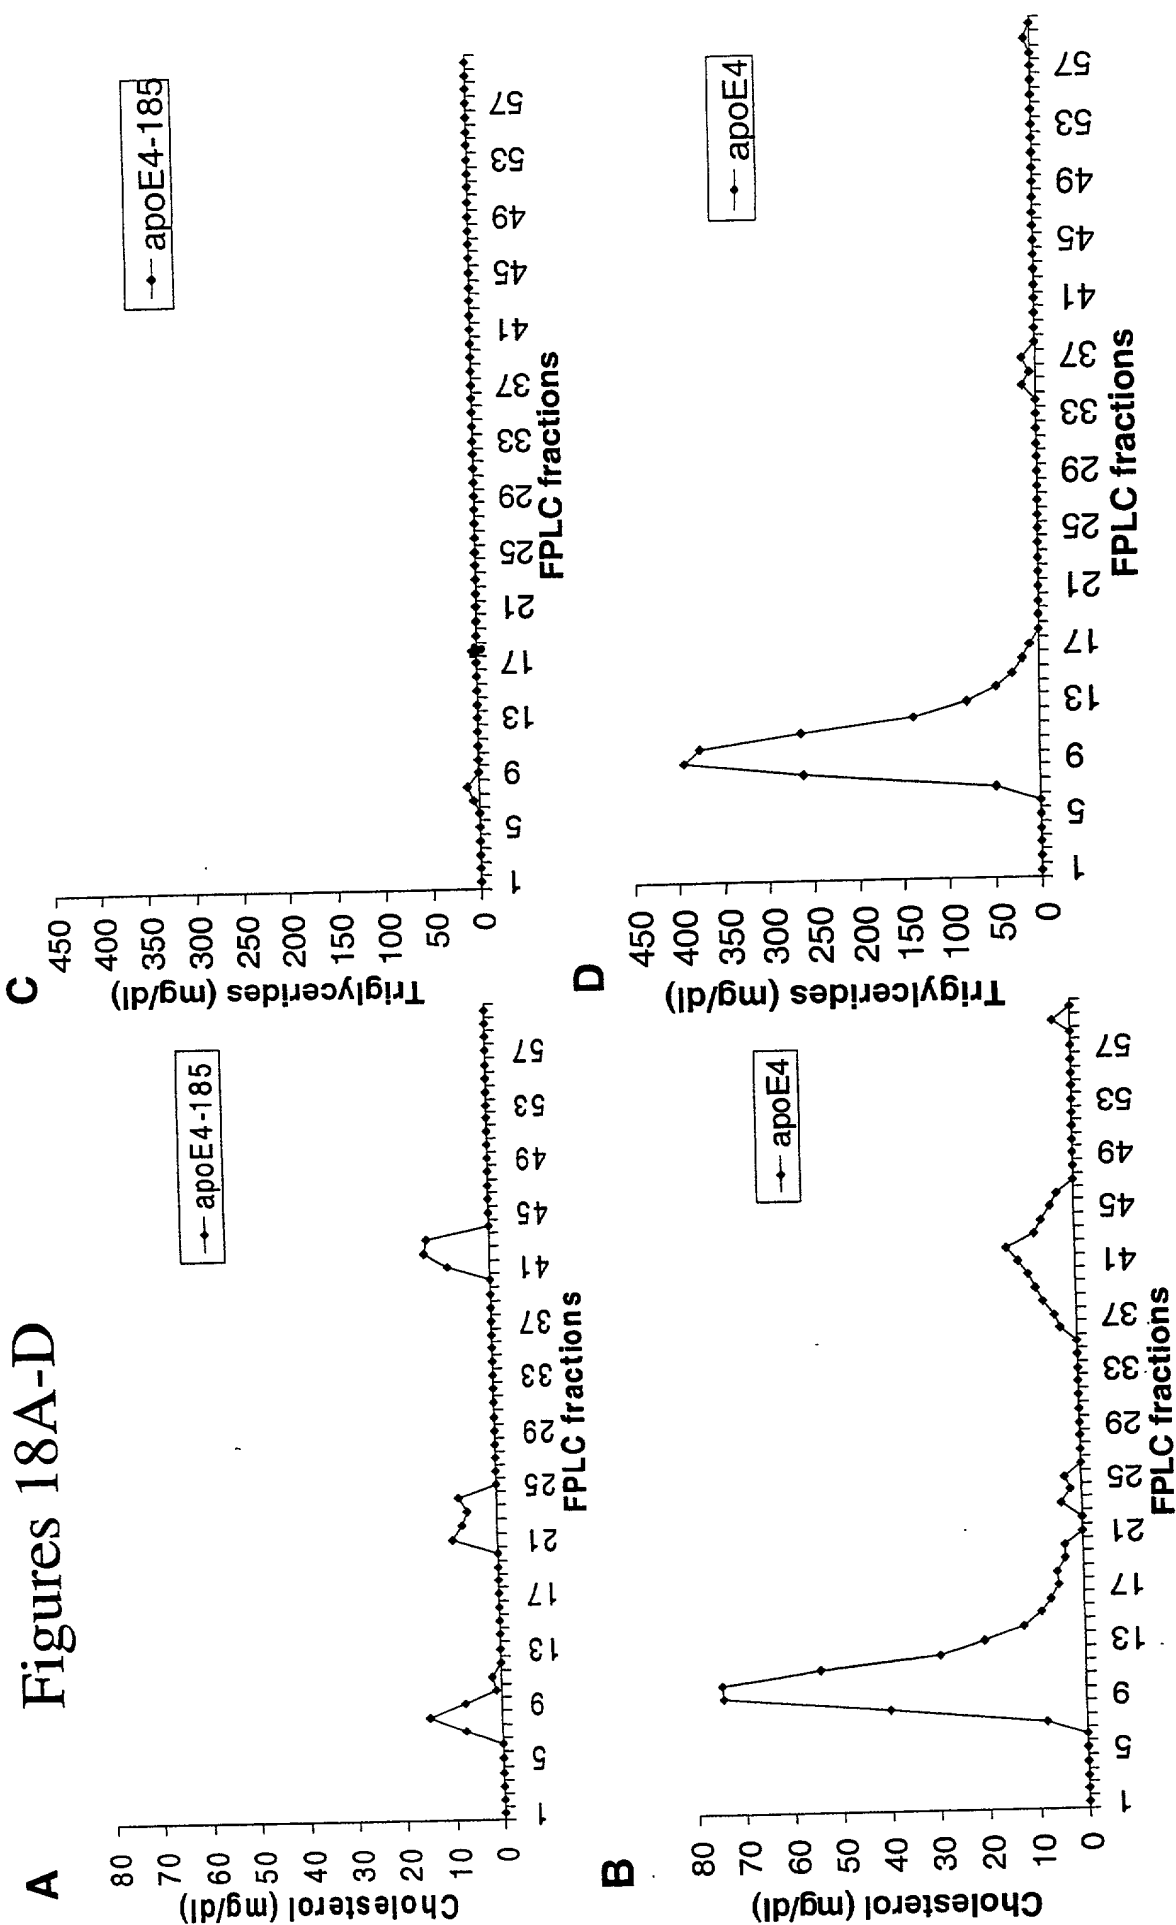 Figures 18A-D
A
apoE4-185
80
70
60
50
40
30
20
10
0
Cholesterol (mg/dl)
1 5 9 13 17 21 25 29 33 37 41 45 49 53 57
FPLC fractions
B
apoE4
80
70
60
50
40
30
20
10
0
Cholesterol (mg/dl)
1 5 9 13 17 21 25 29 33 37 41 45 49 53 57
FPLC fractions
C
apoE4-185
450
400
350
300
250
200
150
100
50
0
Triglycerides (mg/dl)
1 5 9 13 17 21 25 29 33 37 41 45 49 53 57
FPLC fractions
D
apoE4
450
400
350
300
250
200
150
100
50
0
Trigylcerides (mg/dl)
1 5 9 13 17 21 25 29 33 37 41 45 49 53 57
FPLC fractions